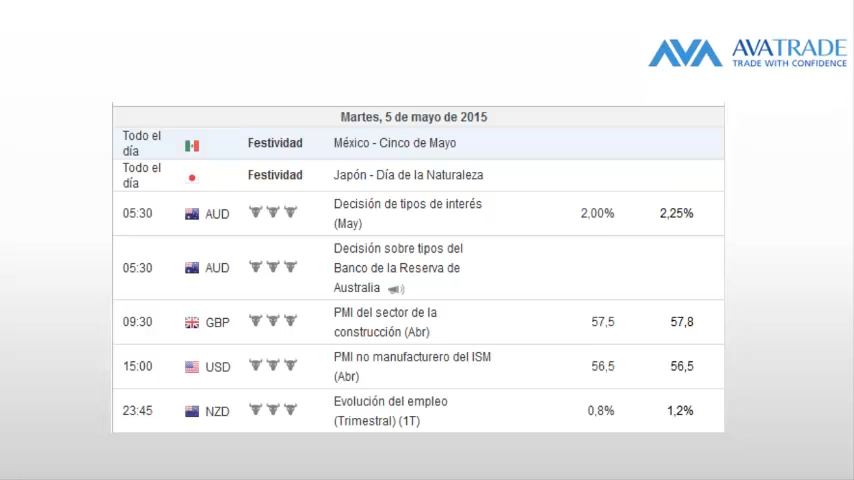 AVATRADE
TRADE WITH CONFIDENCE
Martes, 5 de mayo de 2015
Todo el
día
Festividad
México - Cinco de Mayo
Todo el
día
Festividad
Japón - Día de la Naturaleza
05:30 AUD Decisión de tipos de interés
(May) 2,00% 2,25%
05:30 AUD Decisión sobre tipos del
Banco de la Reserva de
Australia
09:30 GBP PMI del sector de la
construcción (Abr) 57,5 57,8
15:00 USD PMI no manufacturero del ISM
(Abr) 56,5 56,5
23:45 NZD Evolución del empleo
(Trimestral) (1T) 0,8% 1,2%